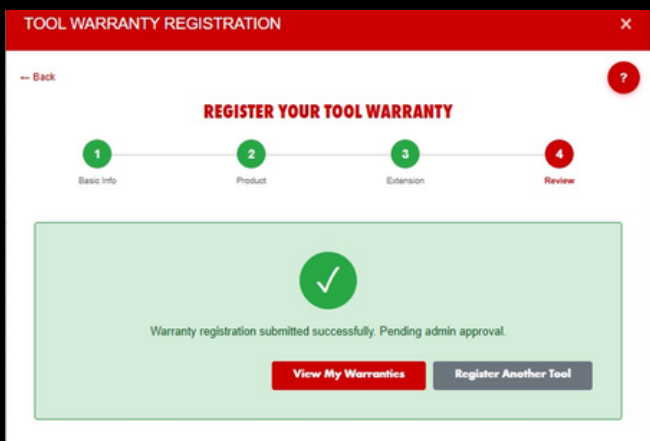 TOOL WARRANTY REGISTRATION ×
← Back ?
REGISTER YOUR TOOL WARRANTY
1 2 3 4
Basic Info Product Extension Review
Warranty registration submitted successfully. Pending admin approval.
View My Warranties Register Another Tool